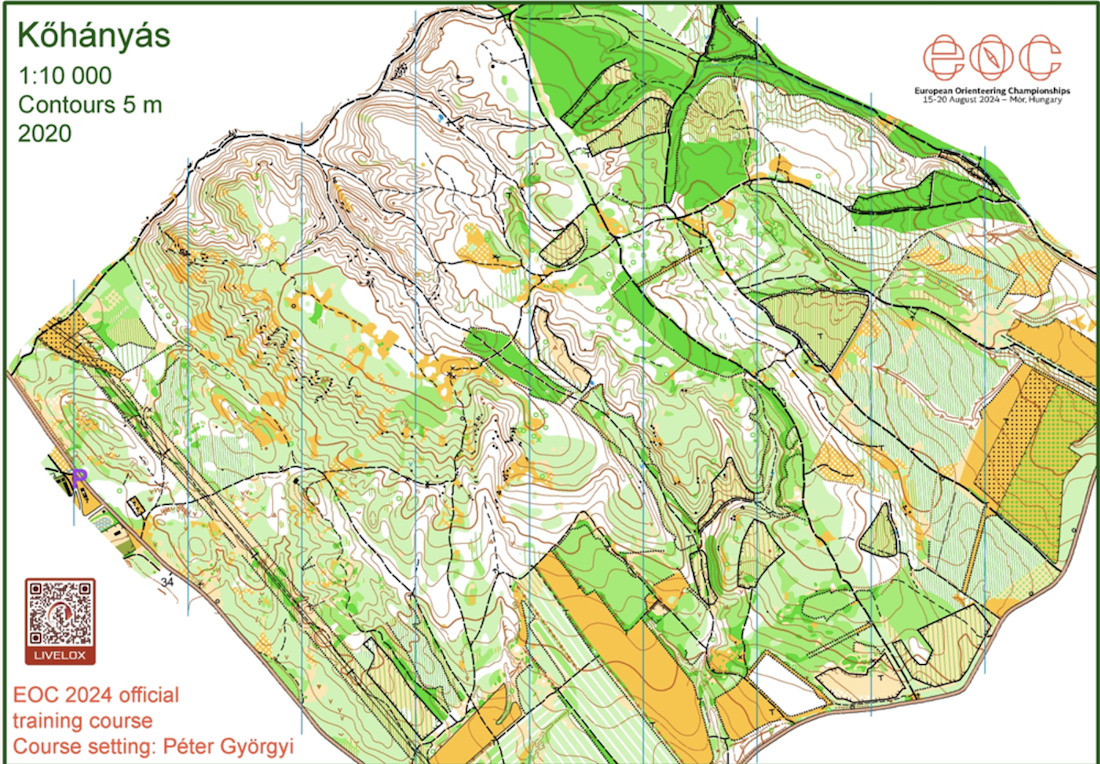 Kőhányás
1:10 000
Contours 5 m
2020
eoc
European Orienteering Championships
15-20 August 2024 – Mór, Hungary
P
34
LIVELOX
EOC 2024 official
training course
Course setting: Péter Györgyi